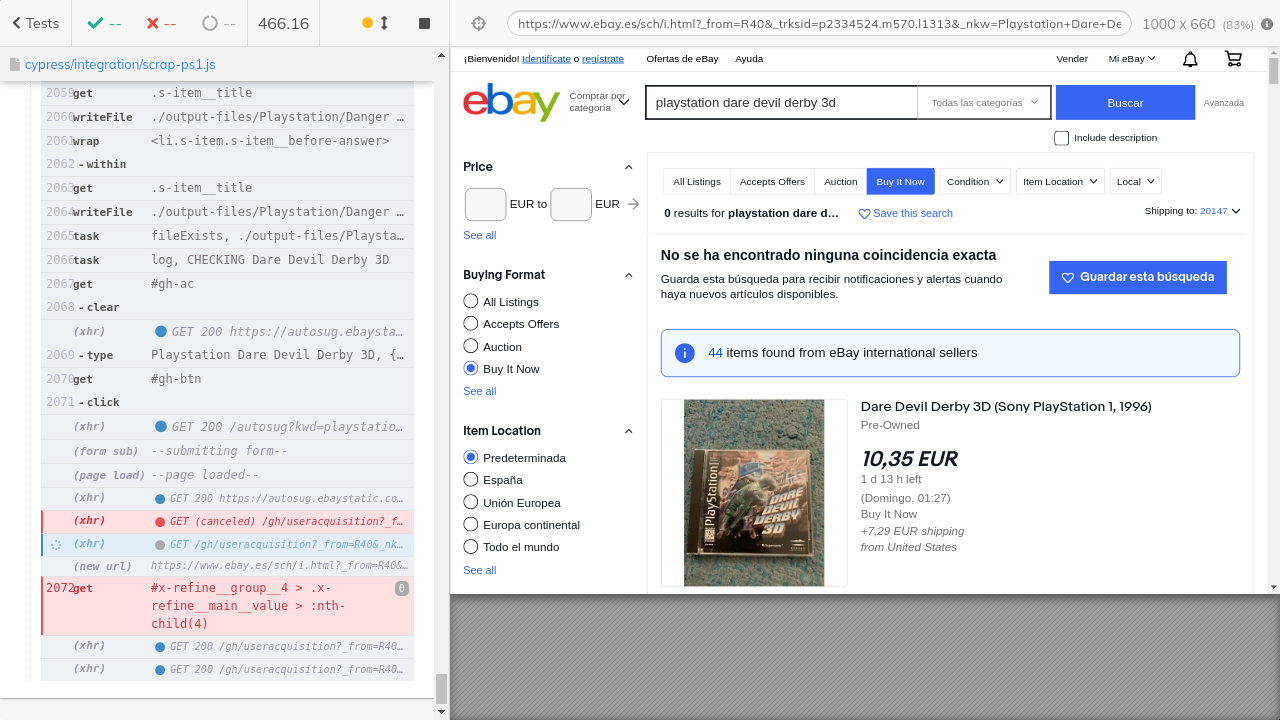 Tests
--
--
--
466.16
https://www.ebay.es/sch/i.html?_from=R40&_trksid=p2334524.m570.l1313&_nkw=Playstation+Dare+De
1000 x 660 (83%)
cypress/integration/scrap-ps1.js
2059 get .s-item__title
2060 writeFile ./output-files/Playstation/Danger …
2061 wrap <li.s-item.s-item__before-answer>
2062 -within
2063 get .s-item__title
2064 writeFile ./output-files/Playstation/Danger …
2065 task fileExists, ./output-files/Playsta…
2066 task log, CHECKING Dare Devil Derby 3D
2067 get #gh-ac
2068 -clear
(xhr) GET 200 https://autosug.ebaysta…
2069 -type Playstation Dare Devil Derby 3D, {…
2070 get #gh-btn
2071 -click
(xhr) GET 200 /autosug?kwd=playstatio…
(form sub) --submitting form--
(page load) --page loaded--
(xhr) GET 200 https://autosug.ebaystatic.co…
(xhr) GET (canceled) /gh/useracquisition?_f…
(xhr) GET /gh/useracquisition?_from=R40&_nk…
(new url) https://www.ebay.es/sch/i.html?_from=R40&…
2072 get #x-refine__group__4 > .x-
refine__main__value > :nth-
child(4)
0
(xhr) GET 200 /gh/useracquisition?_from=R40…
(xhr) GET 200 /gh/useracquisition?_from=R40…
¡Bienvenido! Identifícate o regístrate
Ofertas de eBay
Ayuda
Vender
Mi eBay
ebay
Comprar por
categoría
playstation dare devil derby 3d
Todas las categorías
Buscar
Avanzada
Include description
Price
EUR to EUR
See all
Buying Format
All Listings
Accepts Offers
Auction
Buy It Now
See all
Item Location
Predeterminada
España
Unión Europea
Europa continental
Todo el mundo
See all
All Listings
Accepts Offers
Auction
Buy It Now
Condition
Item Location
Local
0 results for playstation dare d…
Save this search
Shipping to: 20147
No se ha encontrado ninguna coincidencia exacta
Guarda esta búsqueda para recibir notificaciones y alertas cuando
haya nuevos artículos disponibles.
Guardar esta búsqueda
44 items found from eBay international sellers
PlayStation
DARE
DEVIL
DERBY
3D
Dare Devil Derby 3D (Sony PlayStation 1, 1996)
Pre-Owned
10,35 EUR
1 d 13 h left
(Domingo, 01:27)
Buy It Now
+7,29 EUR shipping
from United States